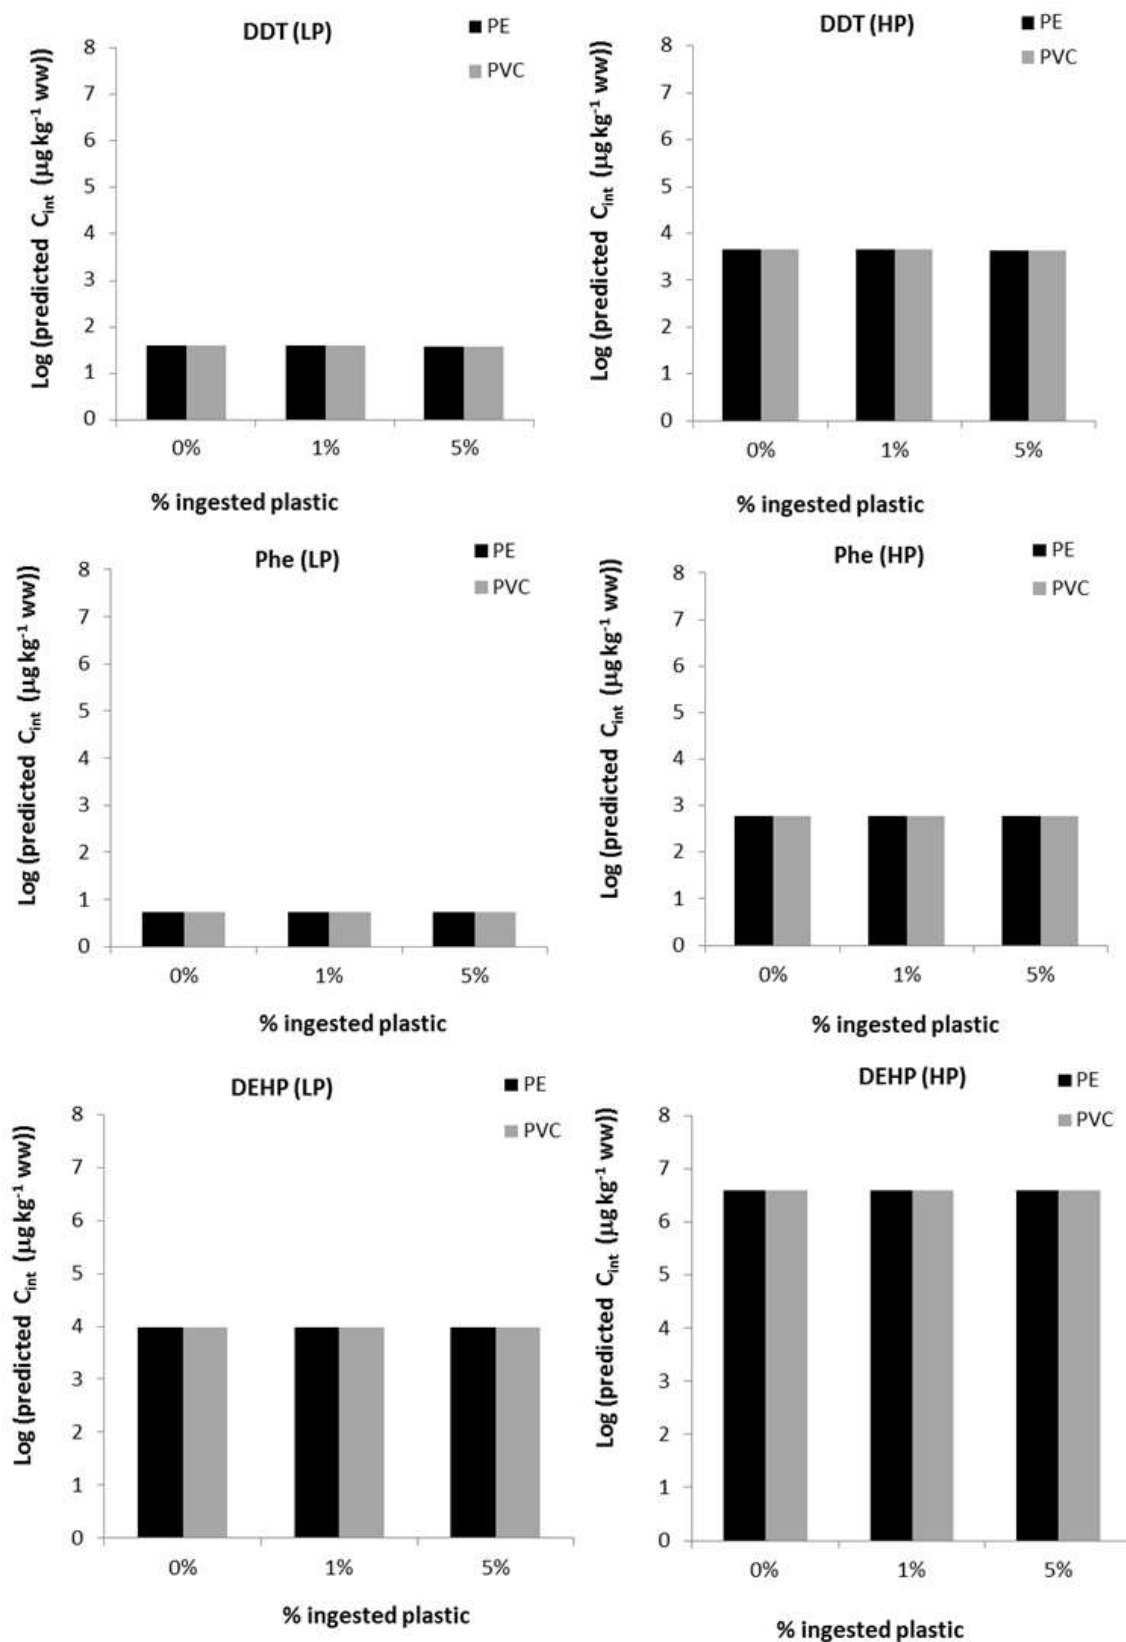 DDT (LP)
PE
PVC
Log (predicted C_int (µg kg⁻¹ ww))
8
7
6
5
4
3
2
1
0
0% 1% 5%
% ingested plastic
DDT (HP)
PE
PVC
Log (predicted C_int (µg kg⁻¹ ww))
8
7
6
5
4
3
2
1
0
0% 1% 5%
% ingested plastic
Phe (LP)
PE
PVC
Log (predicted C_int (µg kg⁻¹ ww))
8
7
6
5
4
3
2
1
0
0% 1% 5%
% ingested plastic
Phe (HP)
PE
PVC
Log (predicted C_int (µg kg⁻¹ ww))
8
7
6
5
4
3
2
1
0
0% 1% 5%
% ingested plastic
DEHP (LP)
PE
PVC
Log (predicted C_int (µg kg⁻¹ ww))
8
7
6
5
4
3
2
1
0
0% 1% 5%
% ingested plastic
DEHP (HP)
PE
PVC
Log (predicted C_int (µg kg⁻¹ ww))
8
7
6
5
4
3
2
1
0
0% 1% 5%
% ingested plastic